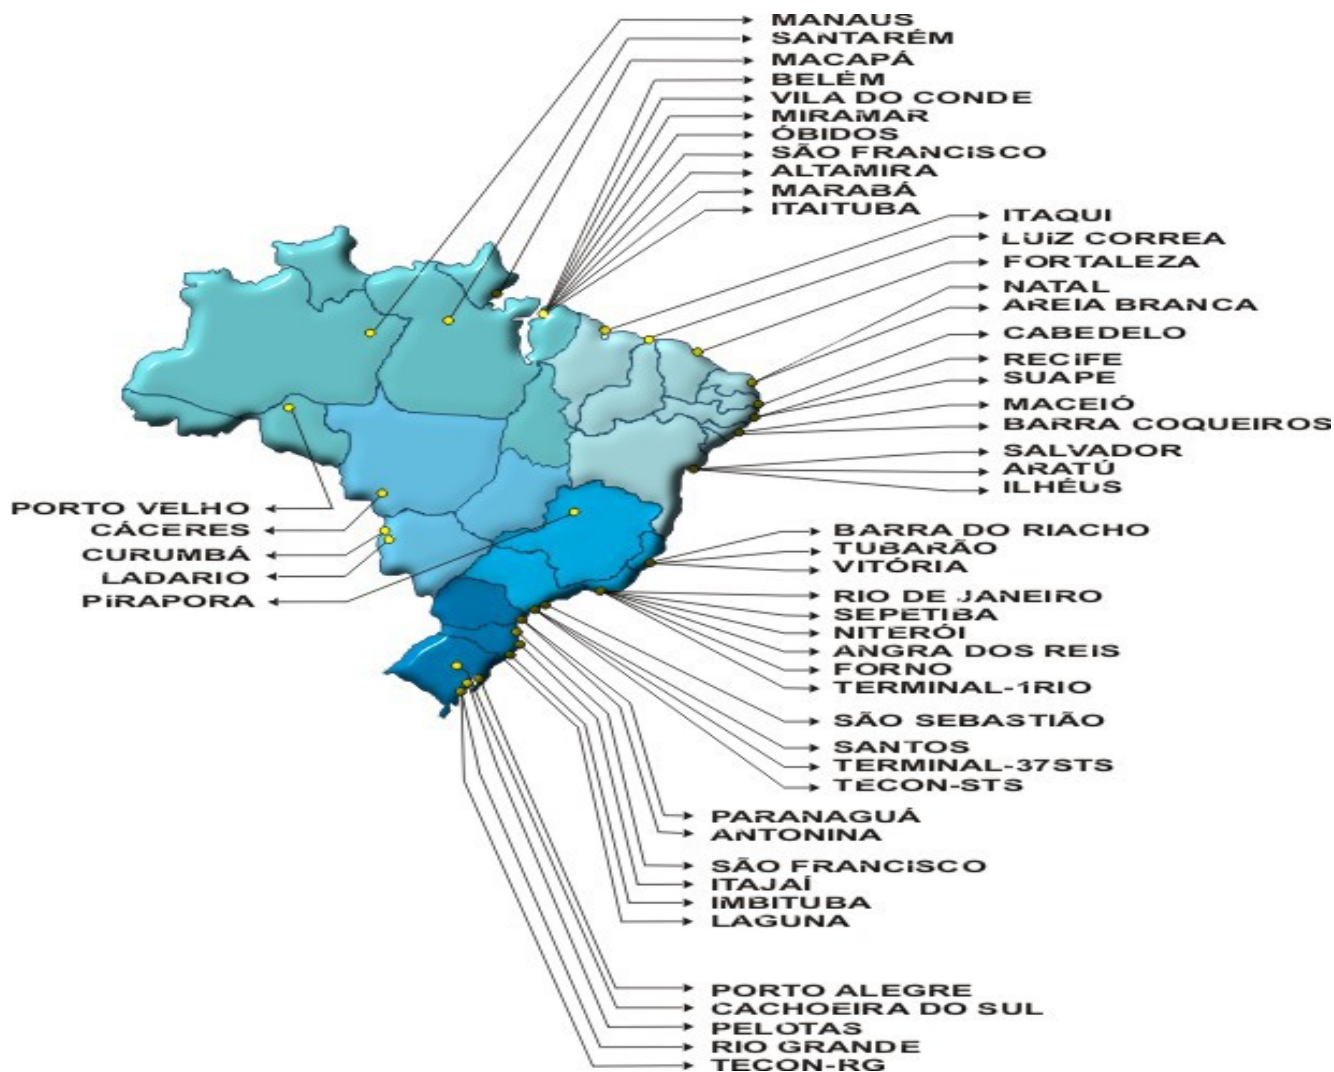 MANAUS
SANTARÉM
MACAPÁ
BELÉM
VILA DO CONDE
MIRAMAR
ÓBIDOS
SÃO FRANCiSCO
ALTAMIRA
MARABÁ
ITAITUBA
ITAQUI
LUiZ CORREA
FORTALEZA
NATAL
AREIA BRANCA
CABEDELO
RECiFE
SUAPE
MACEIÓ
BARRA COQUEIROS
SALVADOR
ARATÚ
ILHÉUS
PORTO VELHO
CÁCERES
CURUMBÁ
LADARIO
PiRAPORA
BARRA DO RIACHO
TUBARÃO
VITÓRIA
RIO DE JANEIRO
SEPETIBA
NITERÓI
ANGRA DOS REIS
FORNO
TERMINAL-1RIO
SÃO SEBASTIÃO
SANTOS
TERMINAL-37STS
TECON-STS
PARANAGUÁ
ANTONINA
SÃO FRANCiSCO
ITAJAÍ
IMBITUBA
LAGUNA
PORTO ALEGRE
CACHOEIRA DO SUL
PELOTAS
RIO GRANDE
TECON-RG